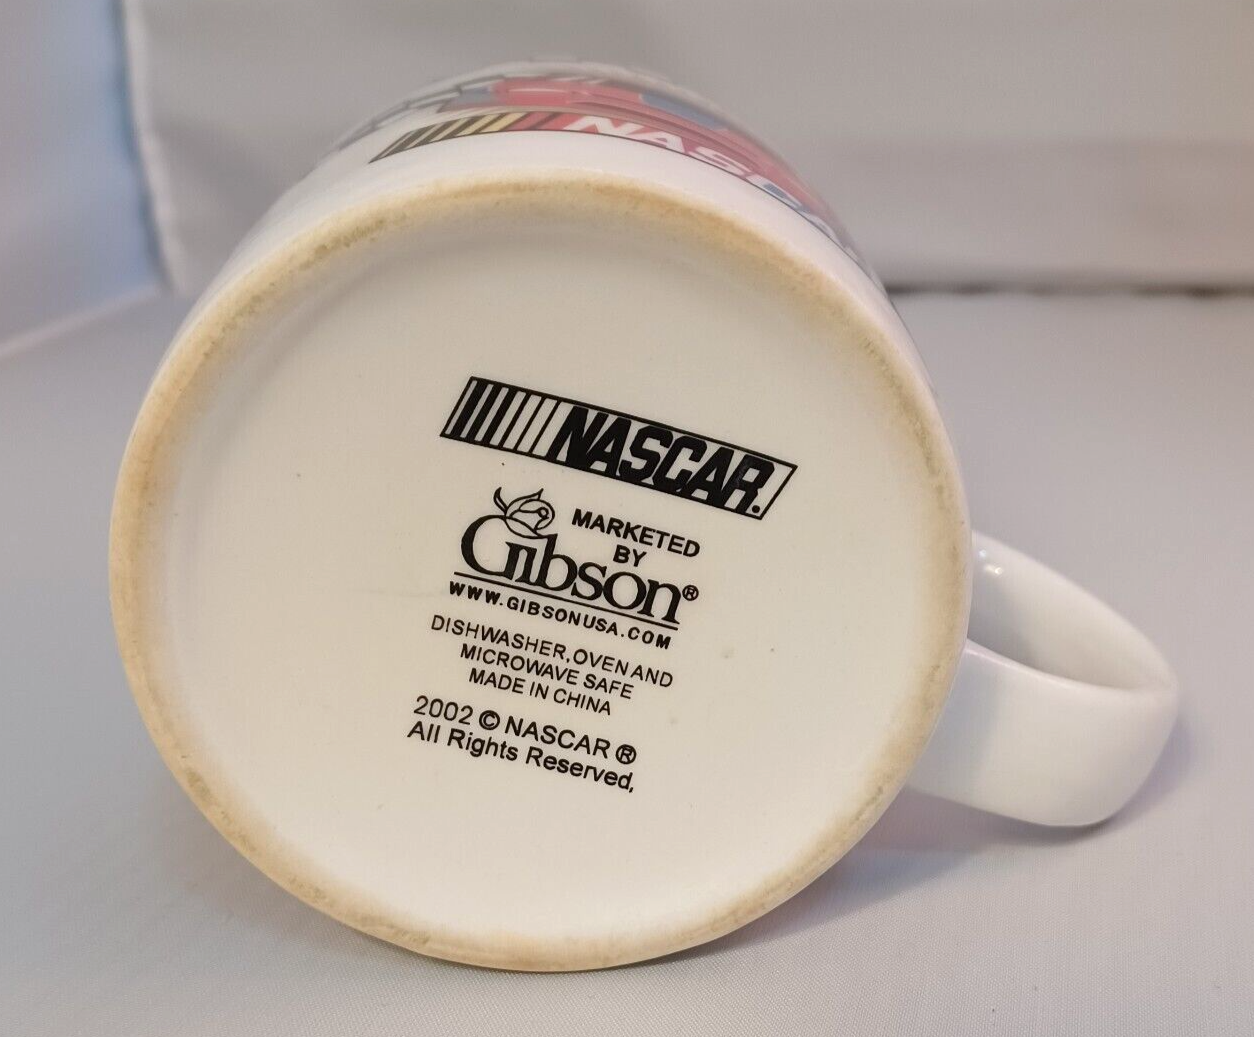 NASCAR
NASCAR.
MARKETED
BY
Gibson®
WWW.GIBSONUSA.COM
DISHWASHER, OVEN AND
MICROWAVE SAFE
MADE IN CHINA
2002 © NASCAR ®
All Rights Reserved,